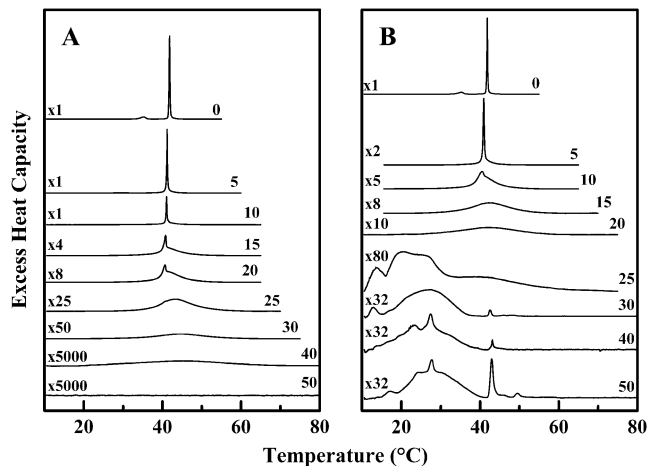 A
x1 0
x1 5
x1 10
x4 15
x8 20
x25 25
x50 30
x5000 40
x5000 50
B
x1 0
x2 5
x5 10
x8 15
x10 20
x80 25
x32 30
x32 40
x32 50
Excess Heat Capacity
20 40 60 80 20 40 60 80
Temperature (°C)